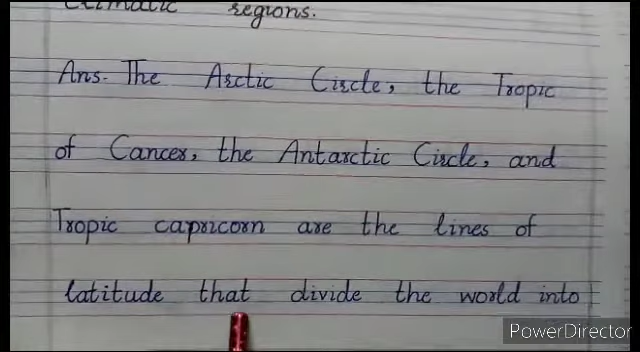 Climatic regions.
Ans- The Arctic Circle, the Tropic
of Cancer, the Antarctic Circle, and
Tropic capricorn are the lines of
latitude that divide the world into
PowerDirector